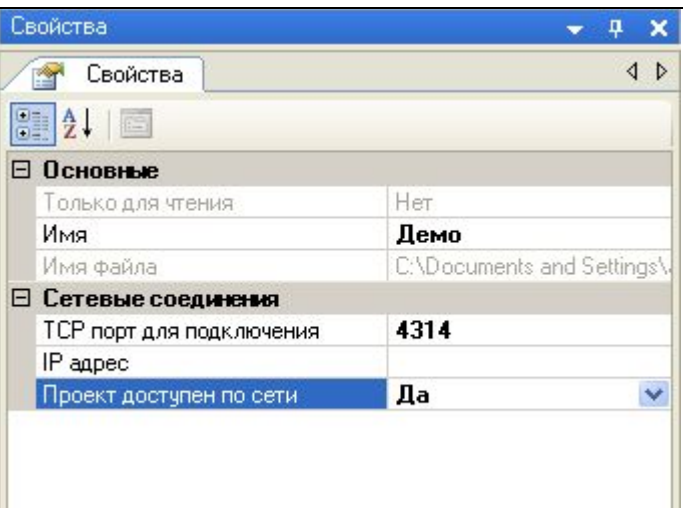 Свойства
Свойства
Основные
Только для чтения Нет
Имя Демо
Имя файла C:\Documents and Settings\
Сетевые соединения
TCP порт для подключения 4314
IP адрес
Проект доступен по сети Да